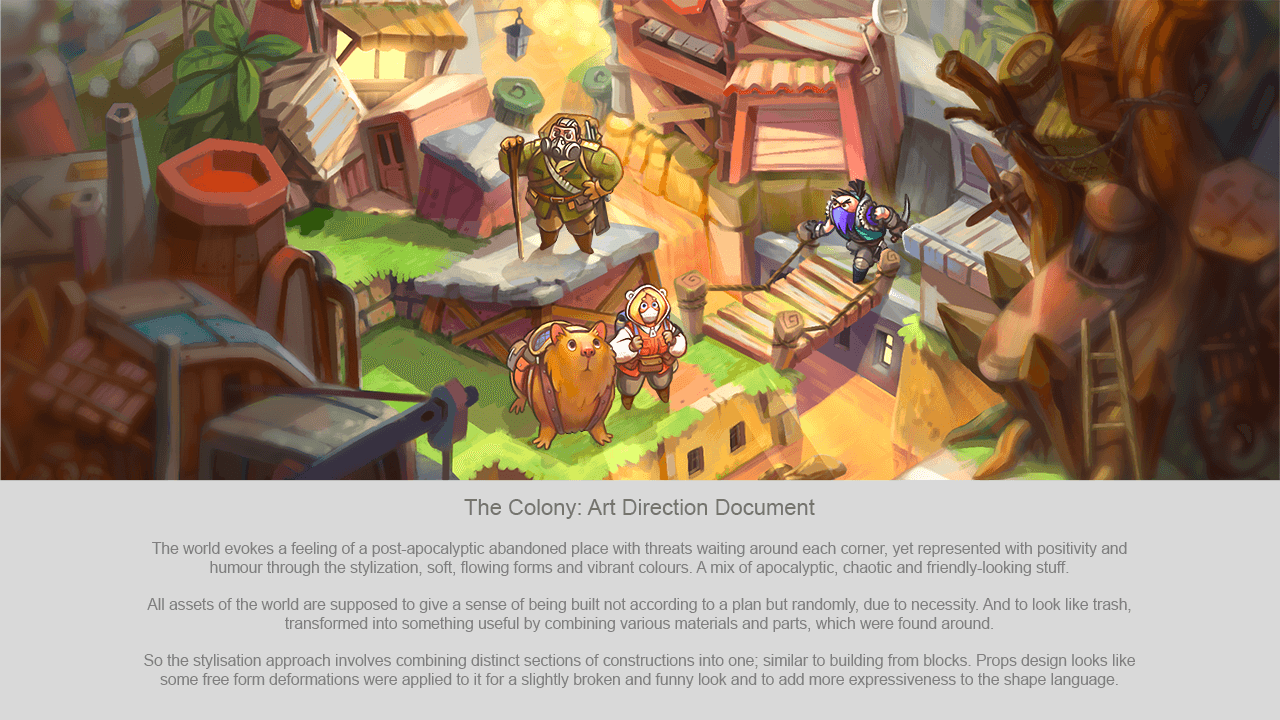 The Colony: Art Direction Document
The world evokes a feeling of a post-apocalyptic abandoned place with threats waiting around each corner, yet represented with positivity and
humour through the stylization, soft, flowing forms and vibrant colours. A mix of apocalyptic, chaotic and friendly-looking stuff.
All assets of the world are supposed to give a sense of being built not according to a plan but randomly, due to necessity. And to look like trash,
transformed into something useful by combining various materials and parts, which were found around.
So the stylisation approach involves combining distinct sections of constructions into one; similar to building from blocks. Props design looks like
some free form deformations were applied to it for a slightly broken and funny look and to add more expressiveness to the shape language.